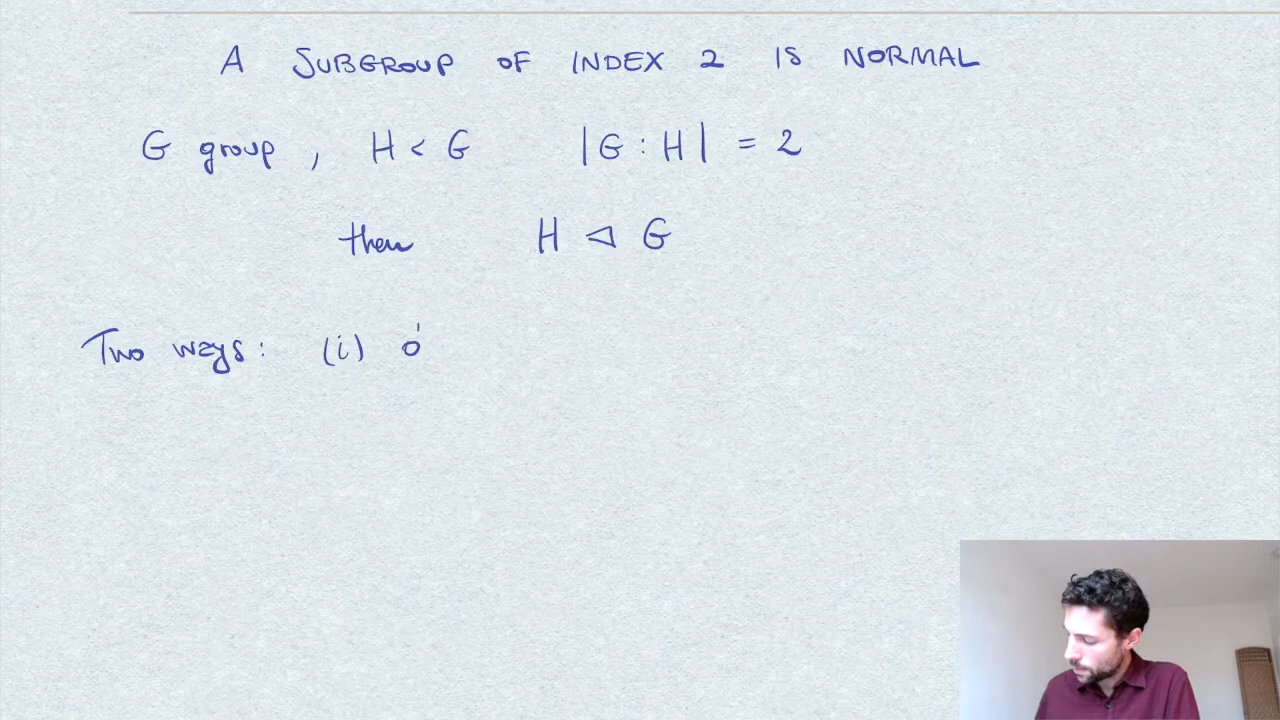 A SUBGROUP OF INDEX 2 IS NORMAL
G group, H < G |G : H| = 2
then H ⊲ G
Two ways: (i)